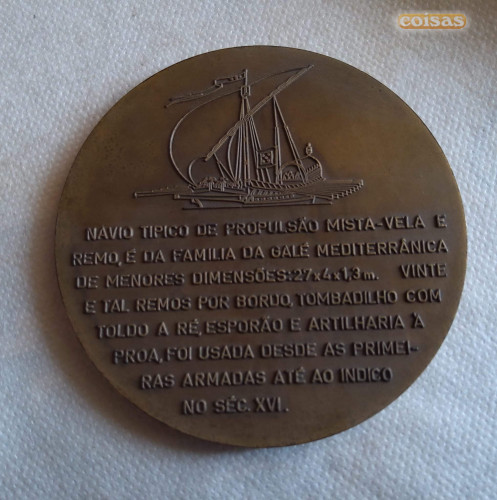 coisas
NAVIO TIPICO DE PROPULSÃO MISTA-VELA E
REMO, É DA FAMILIA DA GALÉ MEDITERRÂNICA
DE MENORES DIMENSÕES:27x4x1,3m. VINTE
E TAL REMOS POR BORDO, TOMBADILHO COM
TOLDO A RÉ, ESPORÃO E ARTILHARIA À
PROA, FOI USADA DESDE AS PRIMEI-
RAS ARMADAS ATÉ AO INDICO
NO SÉC. XVI.